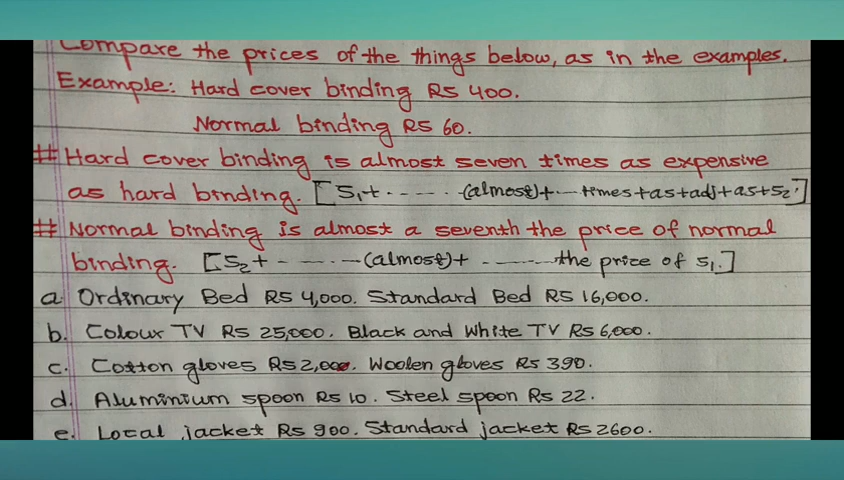 Compare the prices of the things below, as in the examples.
Example: Hard cover binding RS 400.
Normal binding RS 60.
# Hard cover binding is almost seven times as expensive
as hard binding. [S1+ - - - - - - (almost)+ - - - times+as+adj+as+S2.]
# Normal binding is almost a seventh the price of normal
binding. [S2+ - - - - - - (almost)+ - - - - - - - the price of S1.]
a. Ordinary Bed RS 4,000. Standard Bed RS 16,000.
b. Colour TV RS 25,000. Black and White TV RS 6,000.
c. Cotton gloves RS 2,000. Woolen gloves RS 390.
d. Aluminium spoon RS 10. Steel spoon RS 22.
e. Local jacket RS 900. Standard jacket RS 2600.